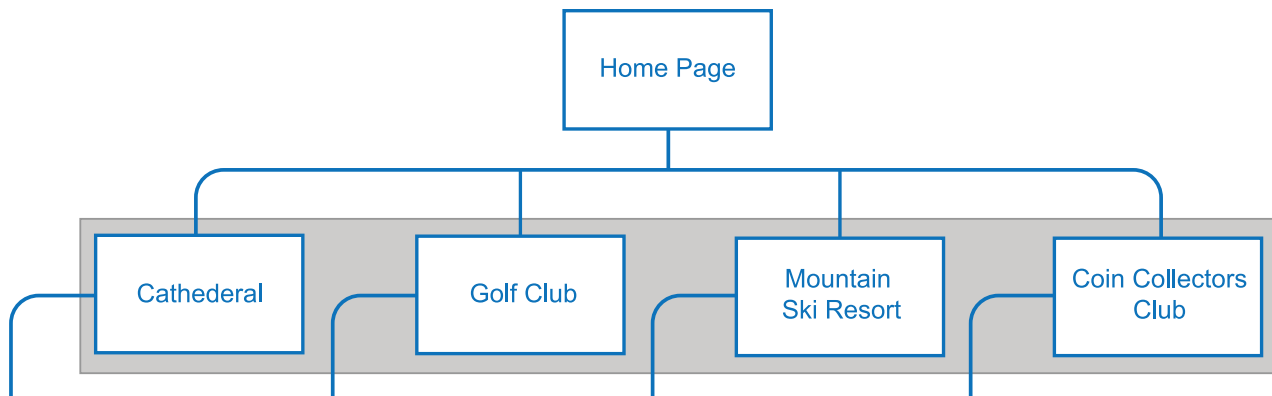 Home Page
Cathederal
Golf Club
Mountain
Ski Resort
Coin Collectors
Club